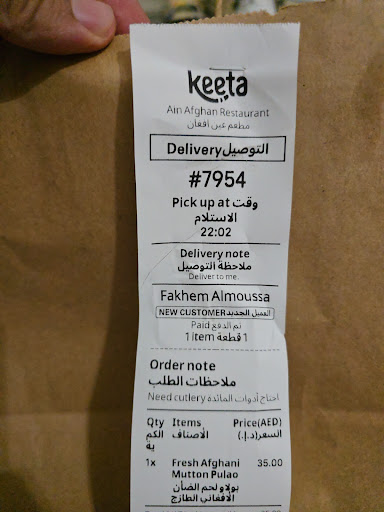 keeta
Ain Afghan Restaurant
مطعم عين افغان
Delivery التوصيل
#7954
Pick up at وقت
الاستلام
22:02
Delivery note
ملاحظة التوصيل
Deliver to me.
Fakhem Almoussa
NEW CUSTOMER العميل الجديد
Paid تم الدفع
1 item 1 قطعة
Order note
ملاحظات الطلب
Need cutlery احتاج أدوات المائدة
Qty Items Price(AED)
الكم الأصناف السعر(د.إ.)
ية
1x Fresh Afghani 35.00
Mutton Pulao
بولاو لحم الضأن
الأفغاني الطازج